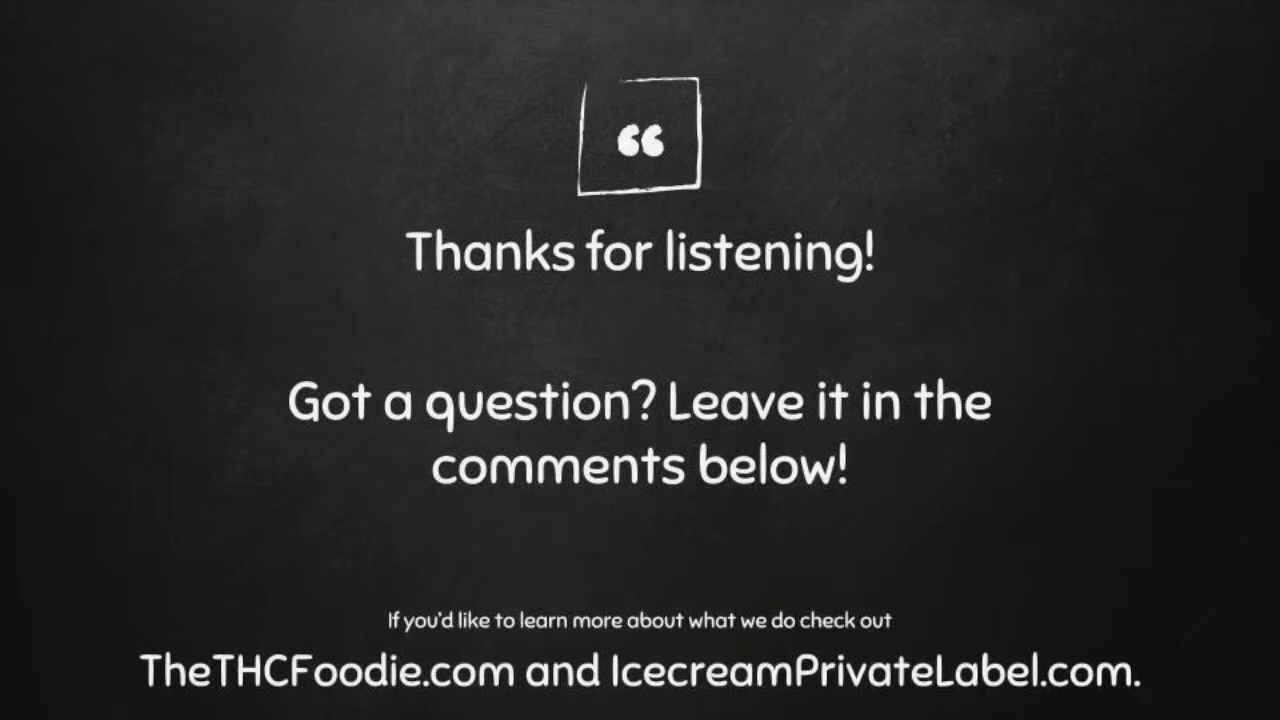 “
Thanks for listening!
Got a question? Leave it in the
comments below!
If you'd like to learn more about what we do check out
TheTHCFoodie.com and IcecreamPrivateLabel.com.